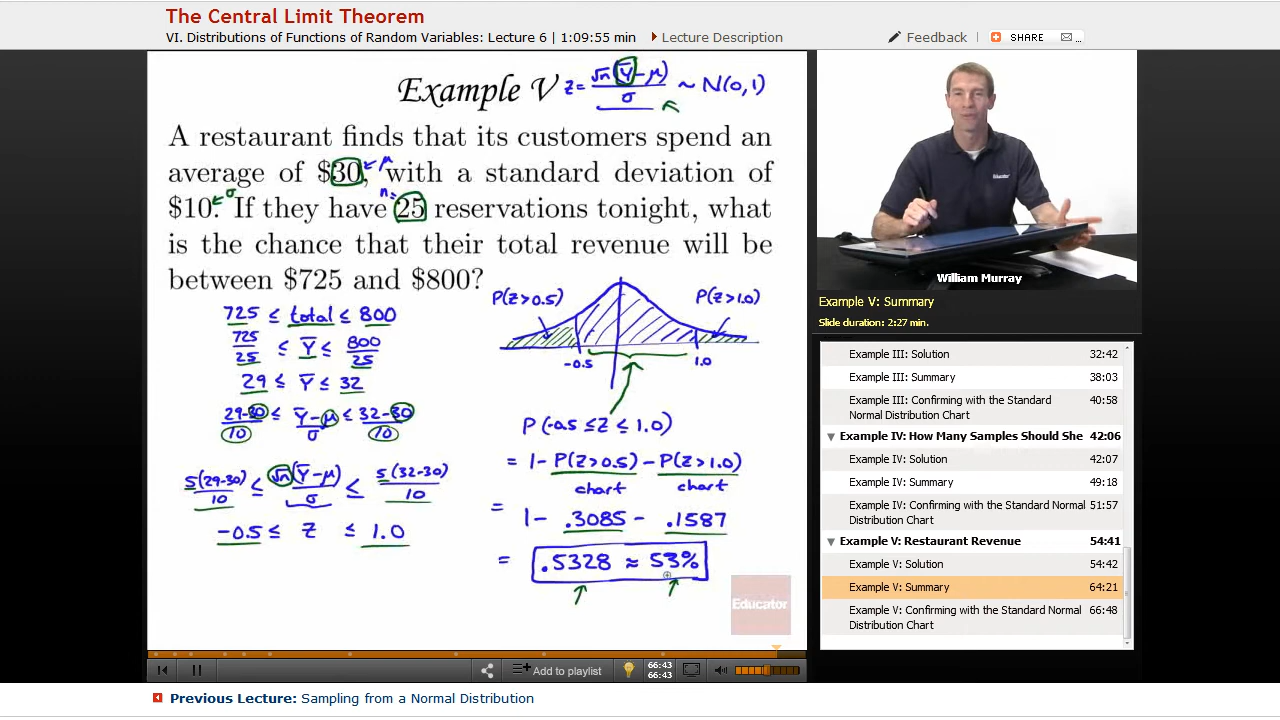 The Central Limit Theorem
VI. Distributions of Functions of Random Variables: Lecture 6 | 1:09:55 min
Lecture Description
Feedback
SHARE
Example V
Z = √n(Ȳ-μ)/σ ~ N(0,1)
A restaurant finds that its customers spend an
average of $30, with a standard deviation of
← μ
$10. If they have 25 reservations tonight, what
← σ
n=
is the chance that their total revenue will be
between $725 and $800?
725 ≤ total ≤ 800
725/25 ≤ Ȳ ≤ 800/25
29 ≤ Ȳ ≤ 32
29-30/10 ≤ Ȳ-μ/σ ≤ 32-30/10
5(29-30)/10 ≤ √n(Ȳ-μ)/σ ≤ 5(32-30)/10
-0.5 ≤ Z ≤ 1.0
P(Z>0.5)
P(Z>1.0)
-0.5
1.0
P(-0.5 ≤ Z ≤ 1.0)
= 1- P(Z>0.5) - P(Z>1.0)
chart chart
= 1- .3085 - .1587
= .5328 ≈ 53%
Educator
Educator
William Murray
Example V: Summary
Slide duration: 2:27 min.
Example III: Solution 32:42
Example III: Summary 38:03
Example III: Confirming with the Standard 40:58
Normal Distribution Chart
Example IV: How Many Samples Should She 42:06
Example IV: Solution 42:07
Example IV: Summary 49:18
Example IV: Confirming with the Standard 51:57
Normal Distribution Chart
Example V: Restaurant Revenue 54:41
Example V: Solution 54:42
Example V: Summary 64:21
Example V: Confirming with the Standard Normal 66:48
Distribution Chart
Add to playlist
66:43
66:43
Previous Lecture: Sampling from a Normal Distribution